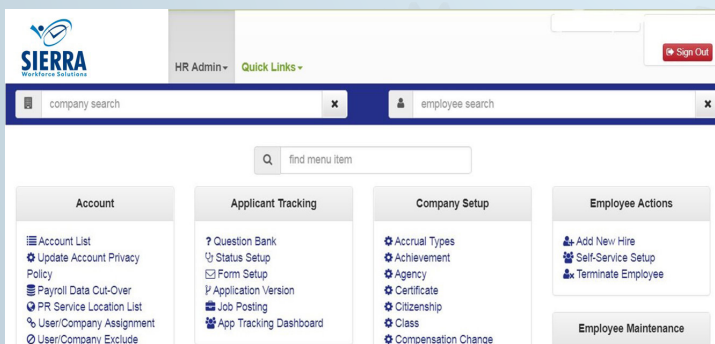 SIERRA
Workforce Solutions
HR Admin
Quick Links
Sign Out
company search
employee search
find menu item
Account
Account List
Update Account Privacy
Policy
Payroll Data Cut-Over
PR Service Location List
User/Company Assignment
User/Company Exclude
Applicant Tracking
Question Bank
Status Setup
Form Setup
Application Version
Job Posting
App Tracking Dashboard
Company Setup
Accrual Types
Achievement
Agency
Certificate
Citizenship
Class
Compensation Change
Employee Actions
Add New Hire
Self-Service Setup
Terminate Employee
Employee Maintenance